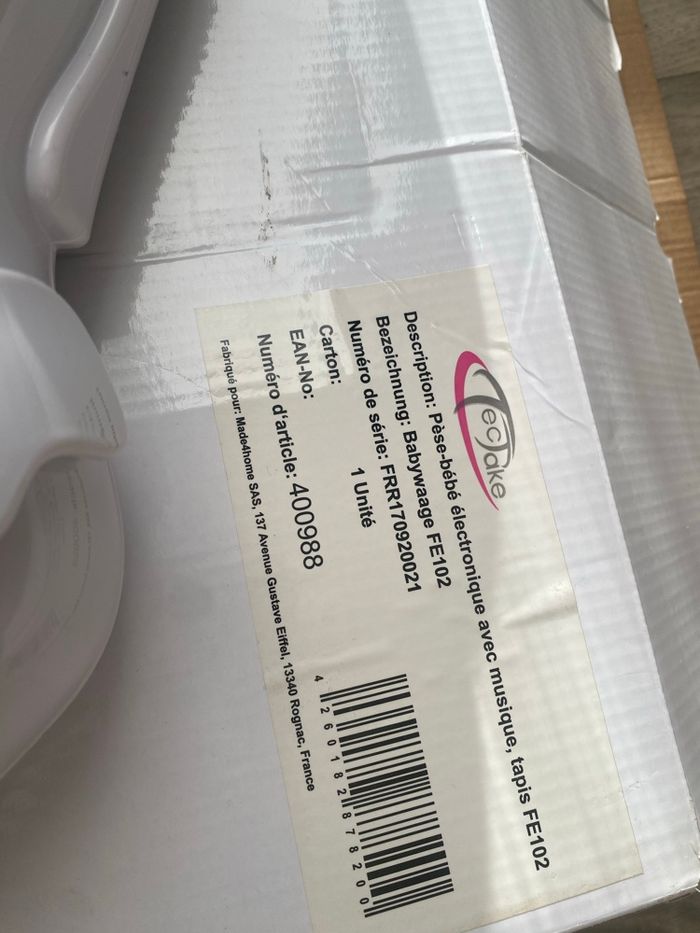 TecTake
Description: Pèse-bébé électronique avec musique, tapis FE102
Bezeichnung: Babywaage FE102
Numéro de série: FRR170920021
Carton: 1 Unité
EAN-No:
4 260182 878200
Numéro d'article: 400988
Fabriqué pour: Made4home SAS, 137 Avenue Gustave Eiffel, 13340 Rognac, France